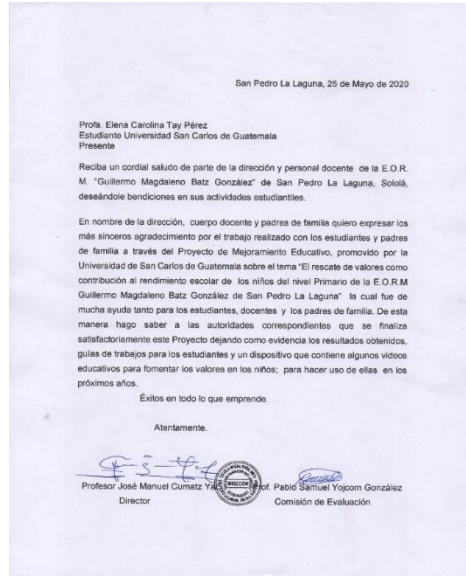 San Pedro La Laguna, 25 de Mayo de 2020
Profa. Elena Carolina Tay Pérez
Estudiante Universidad San Carlos de Guatemala
Presente
Reciba un cordial saludo de parte de la dirección y personal docente de la E.O.R.
M. "Guillermo Magdaleno Batz González" de San Pedro La Laguna, Sololá,
deseándole bendiciones en sus actividades estudiantiles.
En nombre de la dirección, cuerpo docente y padres de familia quiero expresar los
más sinceros agradecimiento por el trabajo realizado con los estudiantes y padres
de familia a través del Proyecto de Mejoramiento Educativo, promovido por la
Universidad de San Carlos de Guatemala sobre el tema "El rescate de valores como
contribución al rendimiento escolar de los niños del nivel Primario de la E.O.R.M
Guillermo Magdaleno Batz González de San Pedro La Laguna" la cual fue de
mucha ayuda tanto para los estudiantes, docentes y los padres de familia. De esta
manera hago saber a las autoridades correspondientes que se finaliza
satisfactoriamente este Proyecto dejando como evidencia los resultados obtenidos,
guías de trabajos para los estudiantes y un dispositivo que contiene algunos videos
educativos para fomentar los valores en los niños; para hacer uso de ellas en los
próximos años.
Éxitos en todo lo que emprende.
Atentamente.
Profesor José Manuel Cumatz
DIRECCION
Prof. Pablo Samuel Yojcom González
Director
Comisión de Evaluación